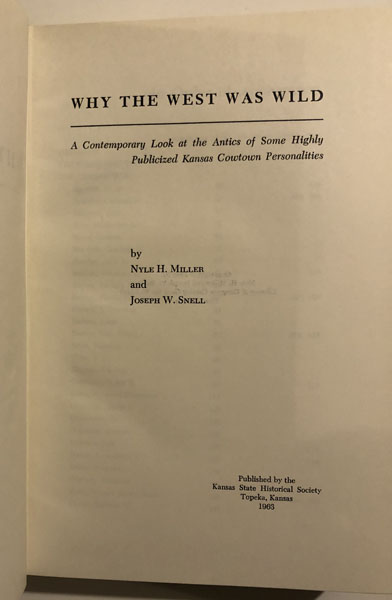 WHY THE WEST WAS WILD
A Contemporary Look at the Antics of Some Highly
Publicized Kansas Cowtown Personalities
by
NYLE H. MILLER
and
JOSEPH W. SNELL
Published by the
Kansas State Historical Society
Topeka, Kansas
1963